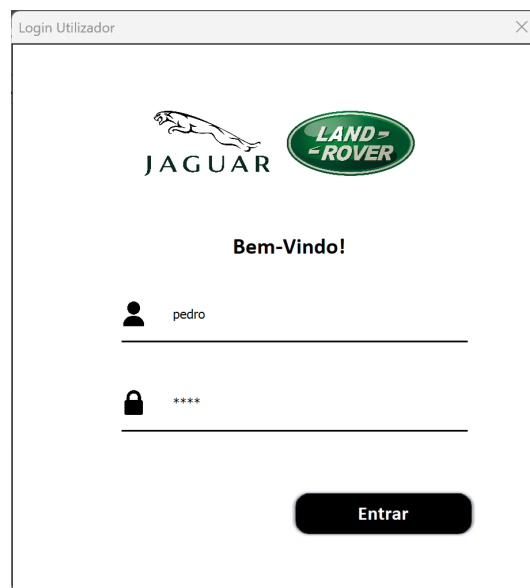 Login Utilizador
JAGUAR
LAND-
-ROVER
Bem-Vindo!
pedro
****
Entrar